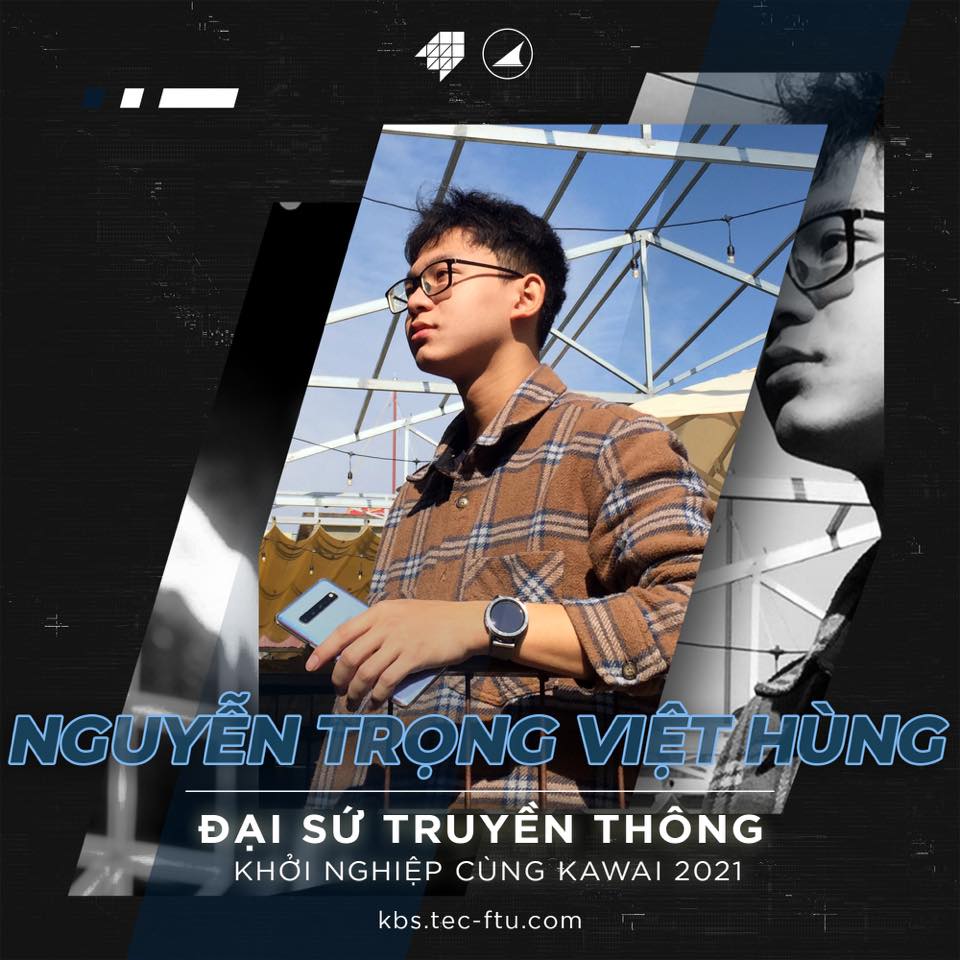 NGUYỄN TRỌNG VIỆT HÙNG
ĐẠI SỨ TRUYỀN THÔNG
KHỞI NGHIỆP CÙNG KAWAI 2021
kbs.tec-ftu.com